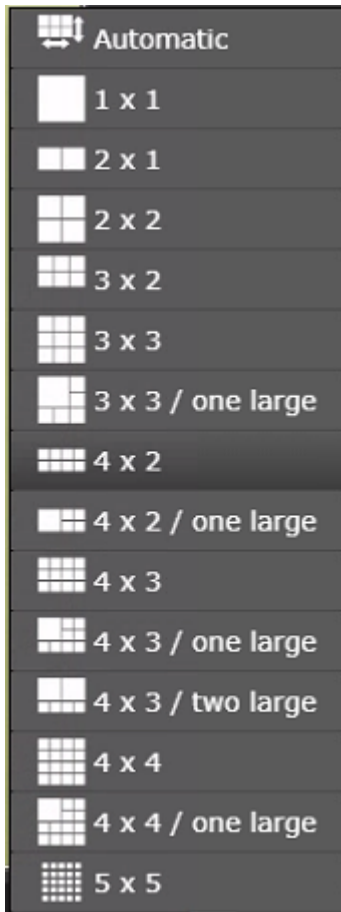 Automatic
1 x 1
2 x 1
2 x 2
3 x 2
3 x 3
3 x 3 / one large
4 x 2
4 x 2 / one large
4 x 3
4 x 3 / one large
4 x 3 / two large
4 x 4
4 x 4 / one large
5 x 5